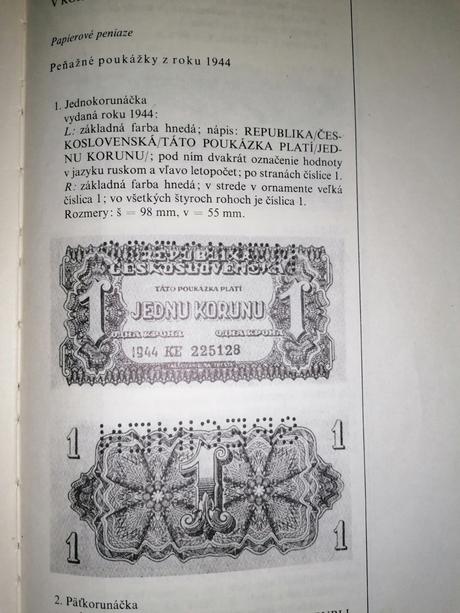 Papierové peniaze
Peňažné poukážky z roku 1944
1. Jednokorunáčka
vydaná roku 1944:
L: základná farba hnedá; nápis: REPUBLIKA/ČES-
KOSLOVENSKÁ/TÁTO POUKÁZKA PLATÍ/JED-
NU KORUNU/; pod ním dvakrát označenie hodnoty
v jazyku ruskom a vľavo letopočet; po stranách číslice 1.
R: základná farba hnedá; v strede v ornamente veľká
číslica 1; vo všetkých štyroch rohoch je číslica 1.
Rozmery: š = 98 mm, v = 55 mm.
REPUBLIKA
ČESKOSLOVENSKÁ
TÁTO POUKÁZKA PLATÍ
1 JEDNU KORUNU 1
ОДНА КРОНА ОДНА КРОНА
1944 KE 225128
1 1
1
1 1
2. Päťkorunáčka